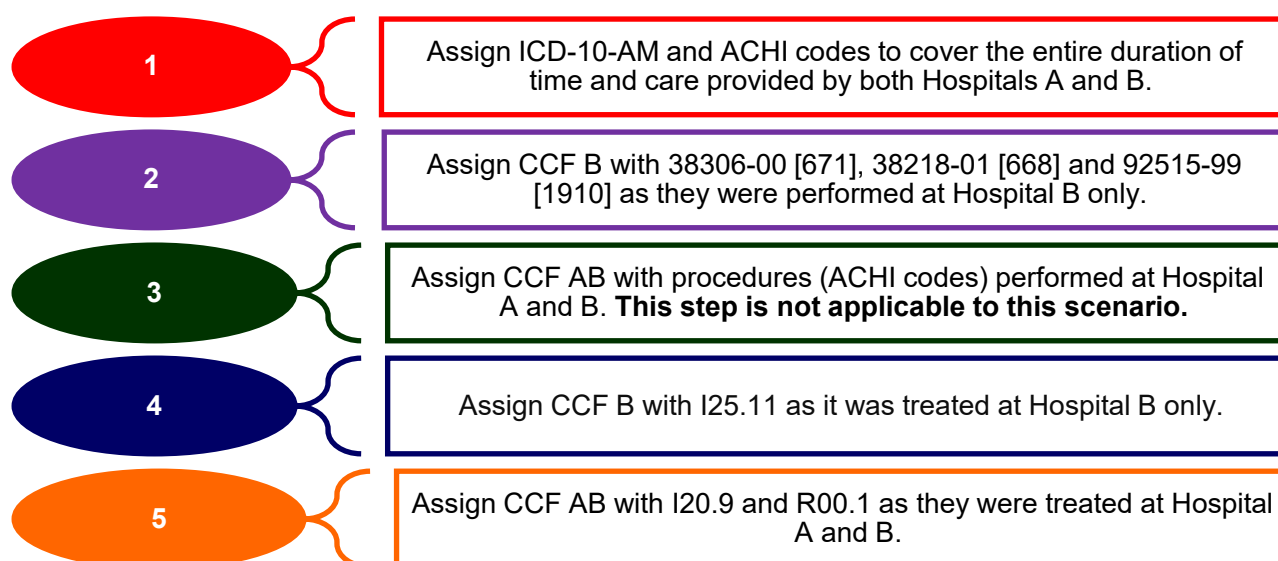 1
Assign ICD-10-AM and ACHI codes to cover the entire duration of
time and care provided by both Hospitals A and B.
2
Assign CCF B with 38306-00 [671], 38218-01 [668] and 92515-99
[1910] as they were performed at Hospital B only.
3
Assign CCF AB with procedures (ACHI codes) performed at Hospital
A and B. This step is not applicable to this scenario.
4
Assign CCF B with I25.11 as it was treated at Hospital B only.
5
Assign CCF AB with I20.9 and R00.1 as they were treated at Hospital
A and B.